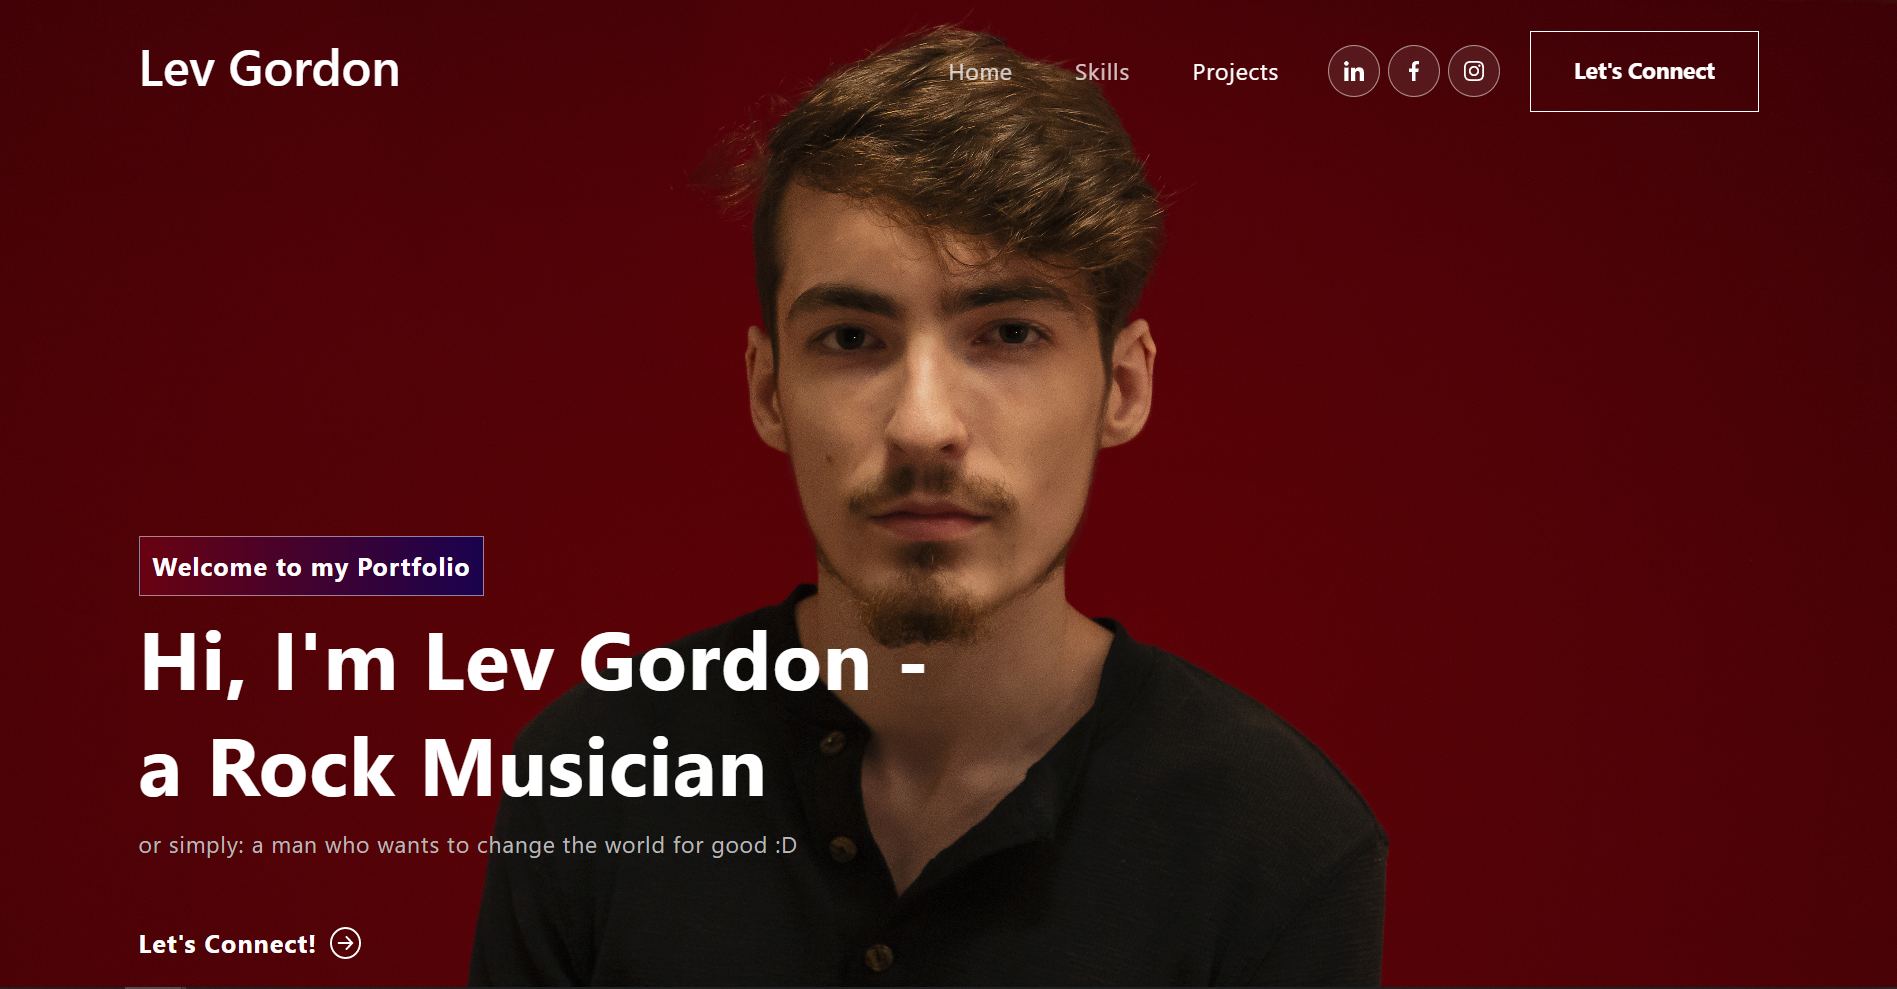 Lev Gordon
Home Skills Projects in f Let's Connect
Welcome to my Portfolio
Hi, I'm Lev Gordon -
a Rock Musician
or simply: a man who wants to change the world for good :D
Let's Connect!